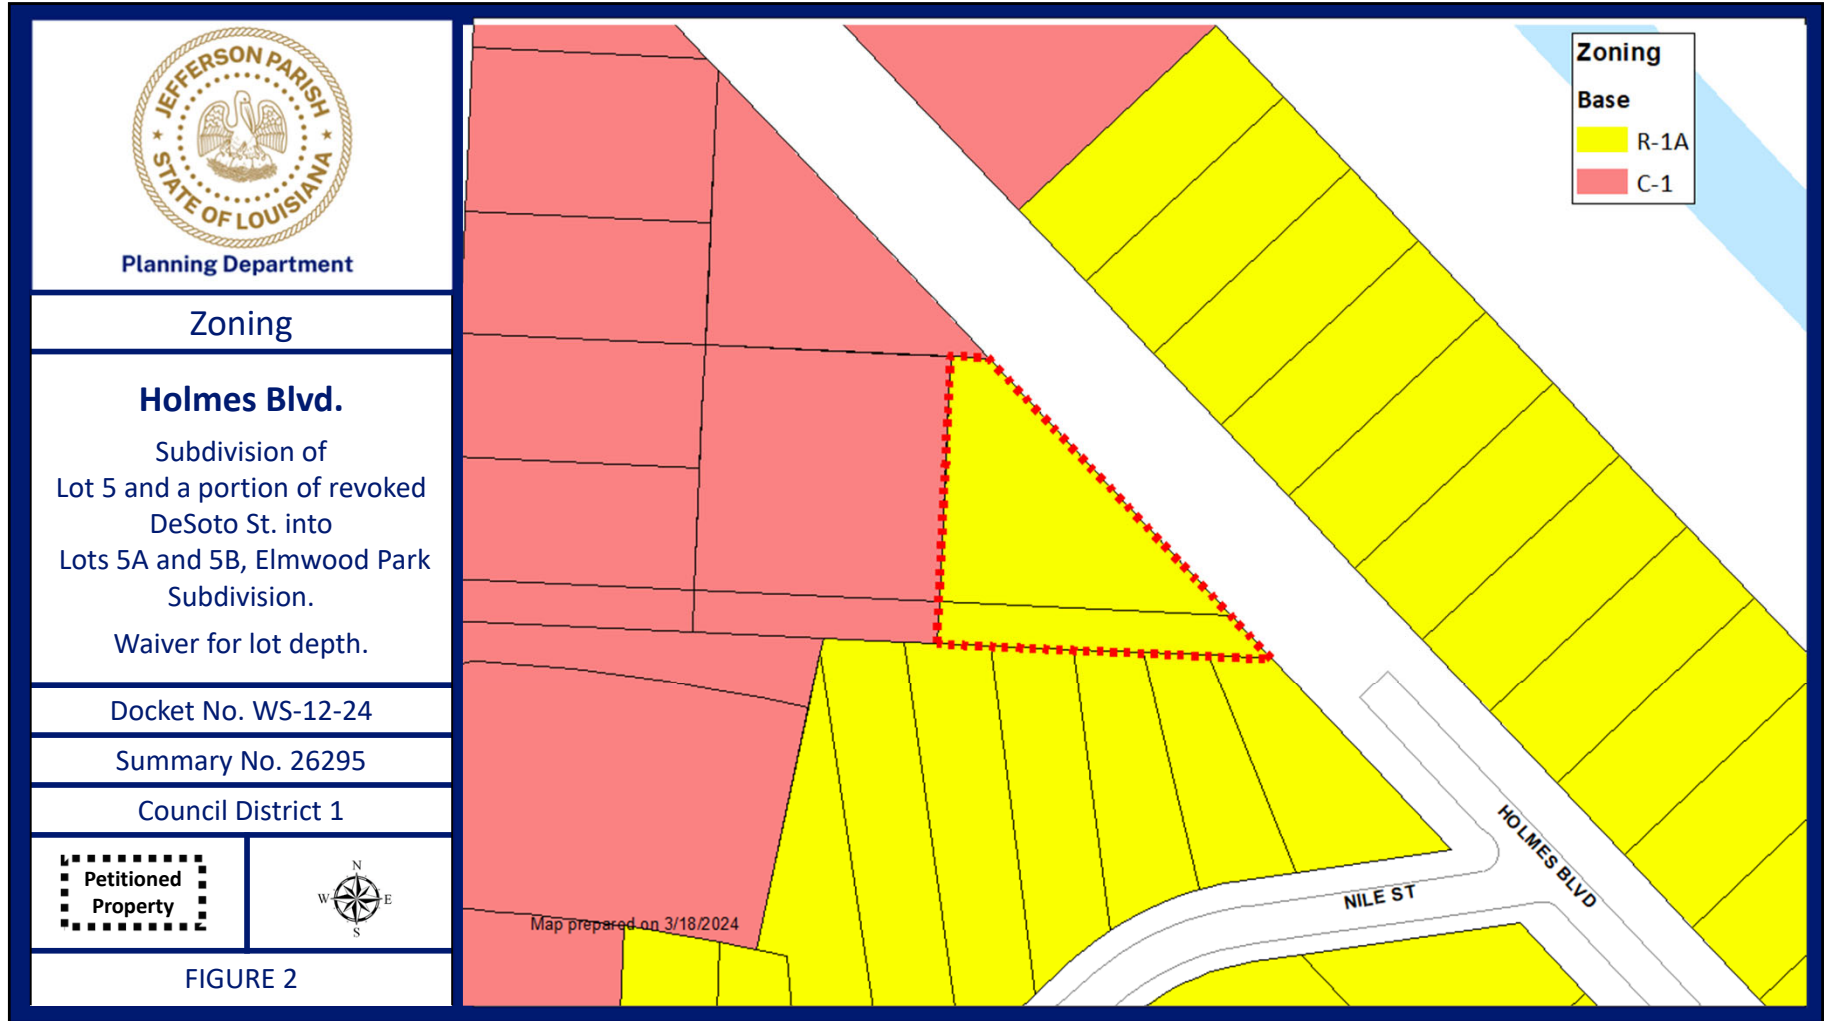 JEFFERSON PARISH
STATE OF LOUISIANA
Planning Department
Zoning
Holmes Blvd.
Subdivision of
Lot 5 and a portion of revoked
DeSoto St. into
Lots 5A and 5B, Elmwood Park
Subdivision.
Waiver for lot depth.
Docket No. WS-12-24
Summary No. 26295
Council District 1
Petitioned
Property
N
W
E
S
FIGURE 2
Zoning
Base
R-1A
C-1
HOLMES BLVD
NILE ST
Map prepared on 3/18/2024